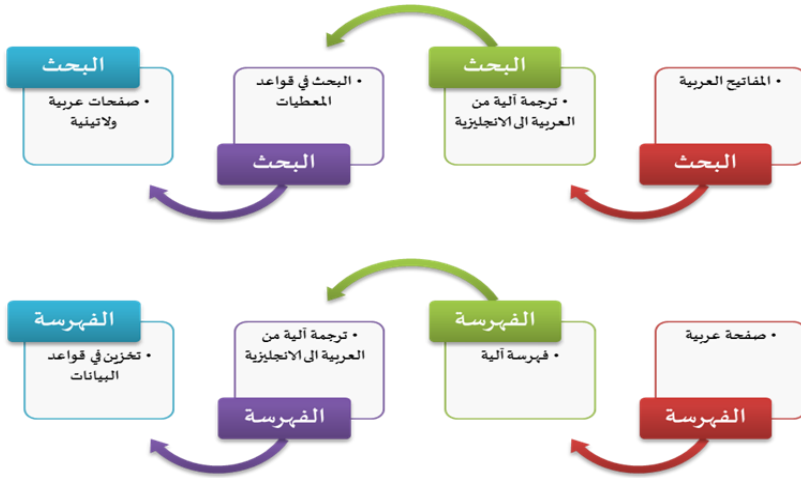 • المفاتيح العربية
البحث
البحث
• ترجمة آلية من
العربية الى الانجليزية
• البحث في قواعد
المعطيات
البحث
البحث
• صفحات عربية
ولاتينية
• صفحة عربية
الفهرسة
الفهرسة
• فهرسة آلية
• ترجمة آلية من
العربية الى الانجليزية
الفهرسة
الفهرسة
• تخزين في قواعد
البيانات